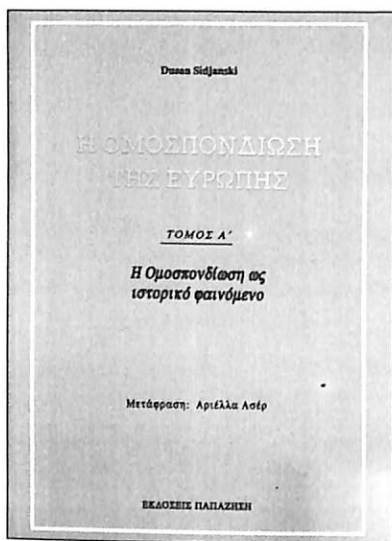 Dusan Sidjanski
Η ΟΜΟΣΠΟΝΔΙΩΣΗ
ΤΗΣ ΕΥΡΩΠΗΣ
ΤΟΜΟΣ Α΄
Η Ομοσπονδίωση ως
ιστορικό φαινόμενο
Μετάφραση: Αριέλλα Ασέρ
ΕΚΔΟΣΕΙΣ ΠΑΠΑΖΗΣΗ